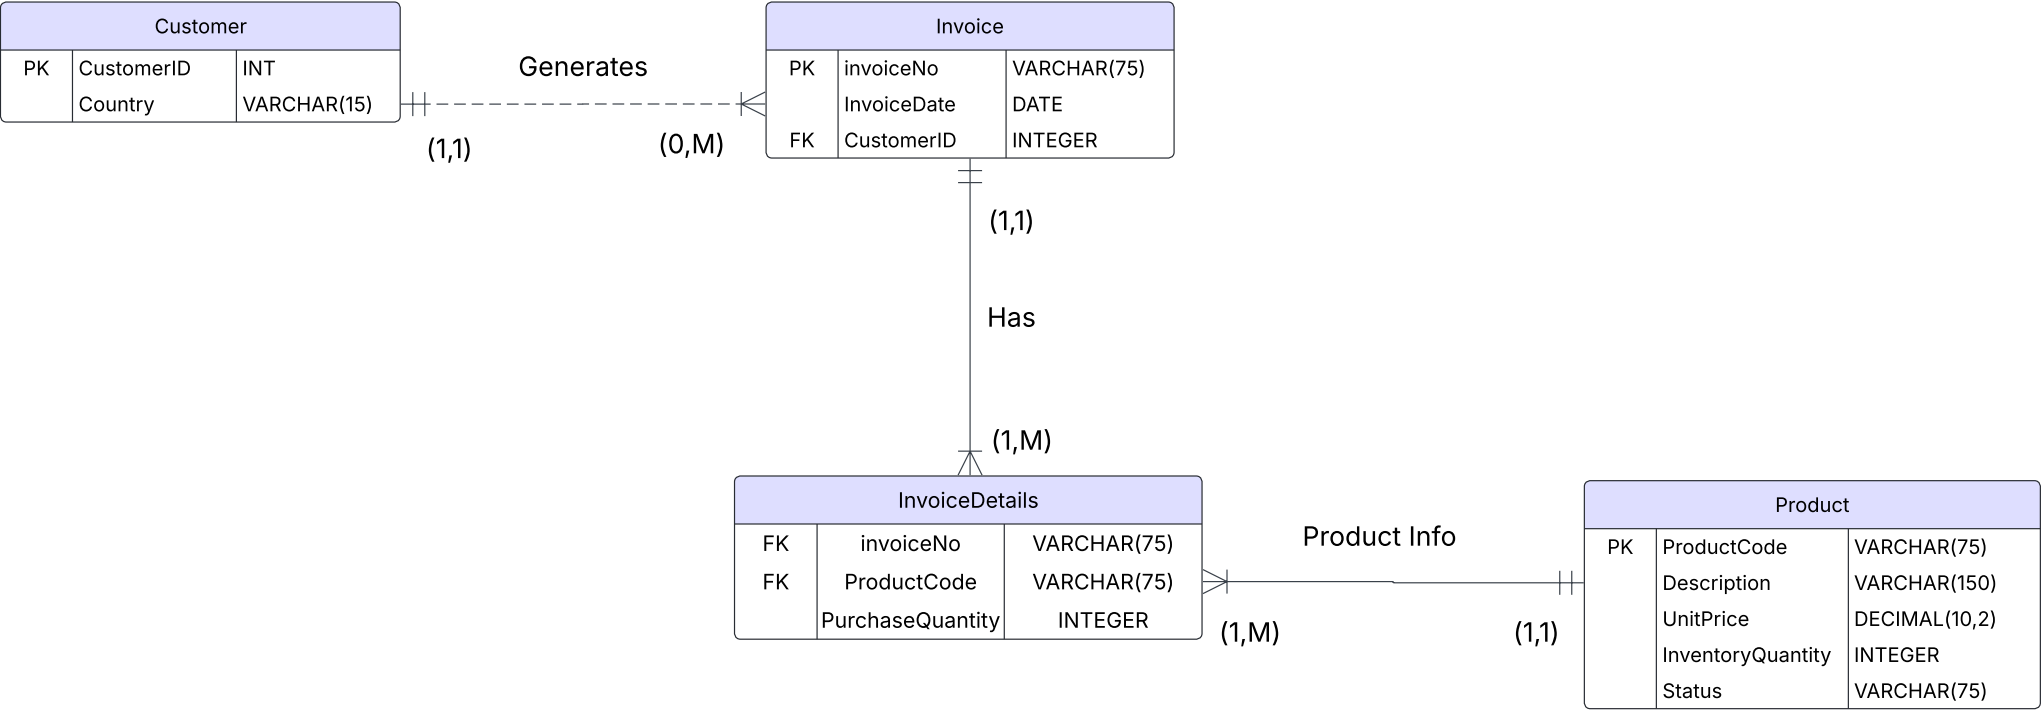 Customer
PK CustomerID INT
Country VARCHAR(15)
Generates
(1,1)
(0,M)
Invoice
PK invoiceNo VARCHAR(75)
InvoiceDate DATE
FK CustomerID INTEGER
(1,1)
Has
(1,M)
InvoiceDetails
FK invoiceNo VARCHAR(75)
FK ProductCode VARCHAR(75)
PurchaseQuantity INTEGER
Product Info
(1,M)
(1,1)
Product
PK ProductCode VARCHAR(75)
Description VARCHAR(150)
UnitPrice DECIMAL(10,2)
InventoryQuantity INTEGER
Status VARCHAR(75)